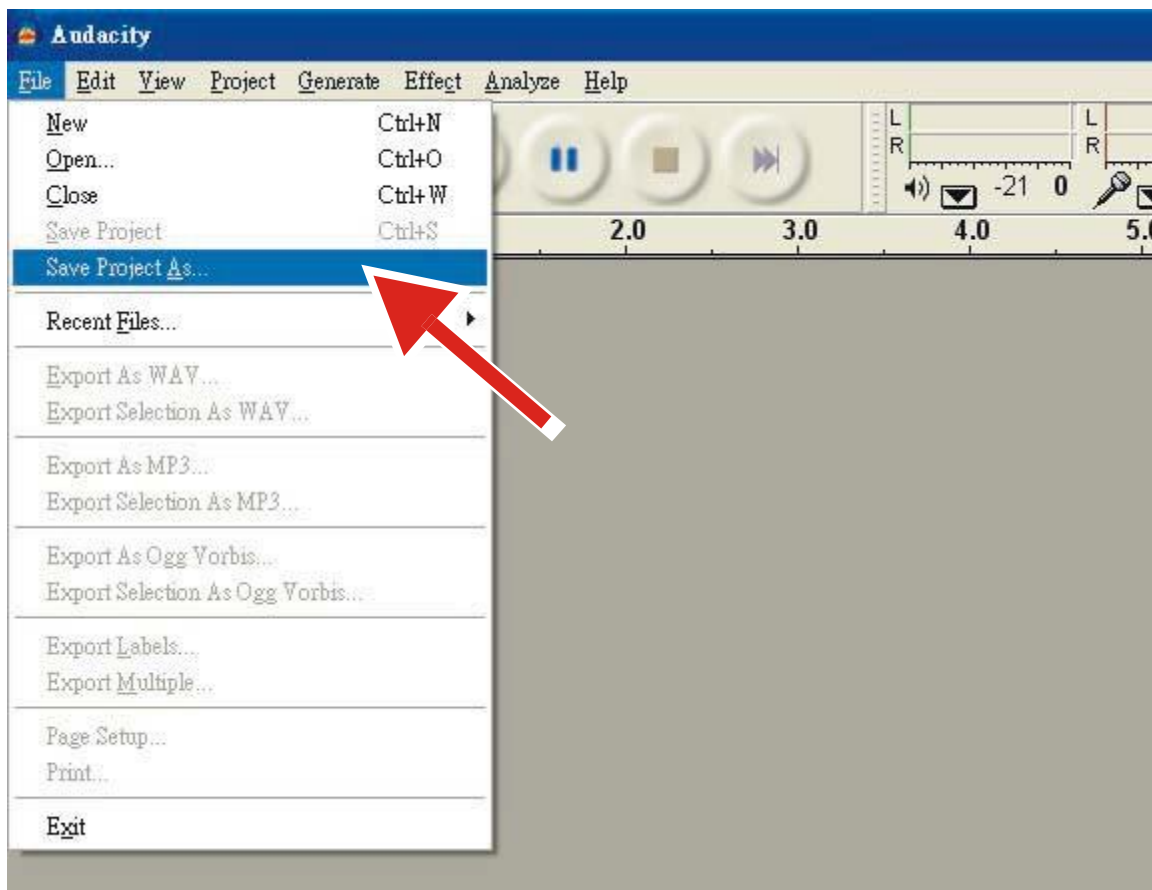 Audacity
File Edit View Project Generate Effect Analyze Help
New Ctrl+N
Open... Ctrl+O
Close Ctrl+W
Save Project Ctrl+S
Save Project As...
Recent Files...
Export As WAV...
Export Selection As WAV...
Export As MP3...
Export Selection As MP3...
Export As Ogg Vorbis...
Export Selection As Ogg Vorbis...
Export Labels...
Export Multiple...
Page Setup...
Print...
Exit
L L
R R
-21 0
2.0 3.0 4.0 5.0